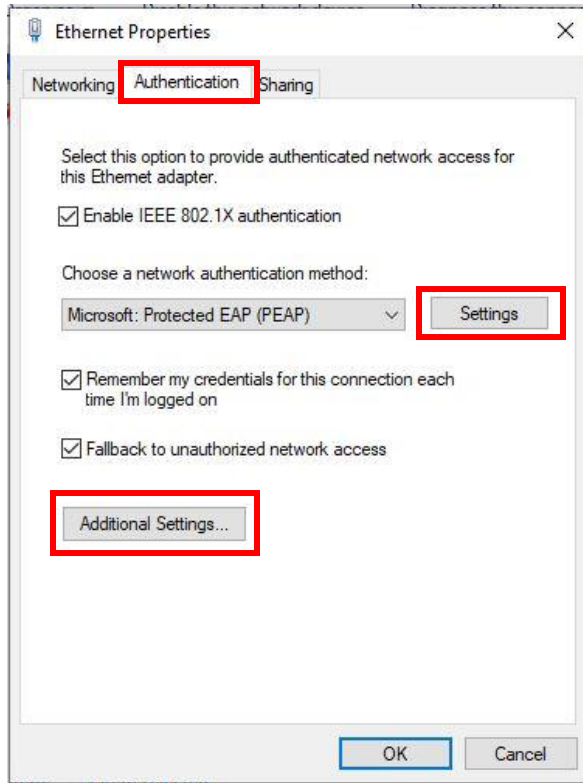 Ethernet Properties
Networking Authentication Sharing
Select this option to provide authenticated network access for
this Ethernet adapter.
Enable IEEE 802.1X authentication
Choose a network authentication method:
Microsoft: Protected EAP (PEAP) Settings
Remember my credentials for this connection each
time I'm logged on
Fallback to unauthorized network access
Additional Settings...
OK Cancel